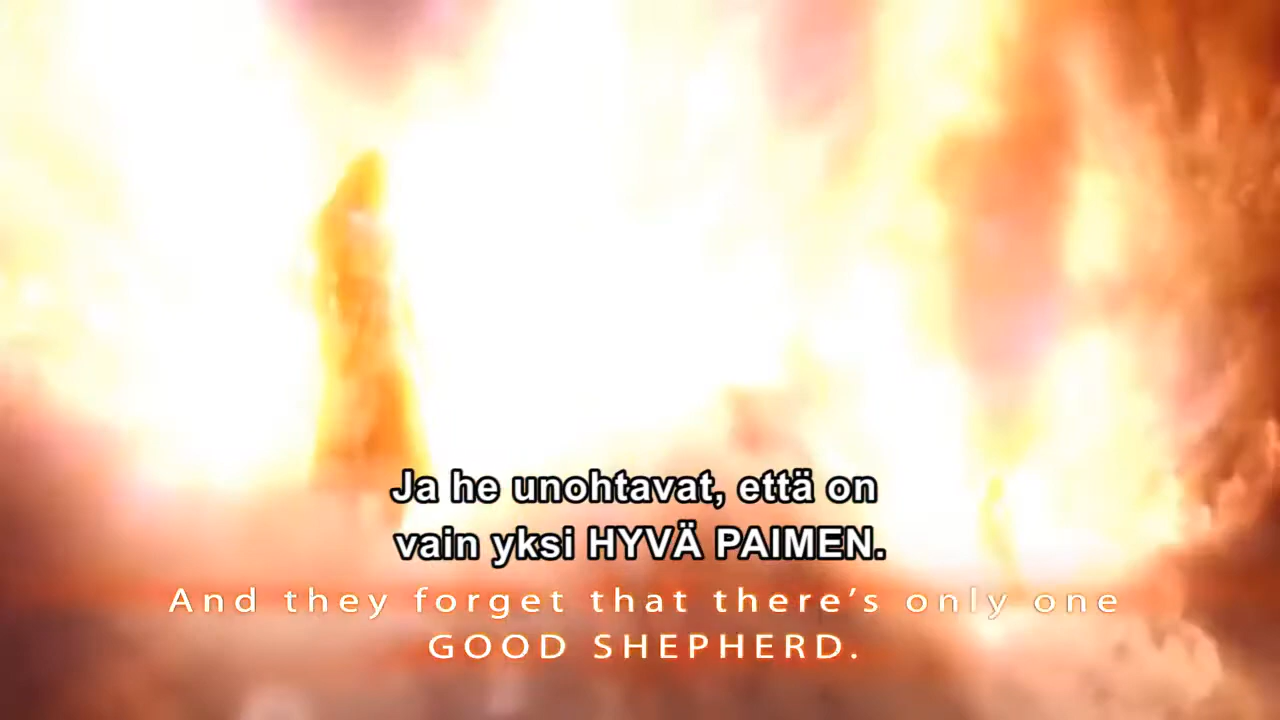 Ja he unohtavat, että on
vain yksi HYVÄ PAIMEN.
And they forget that there's only one
GOOD SHEPHERD.